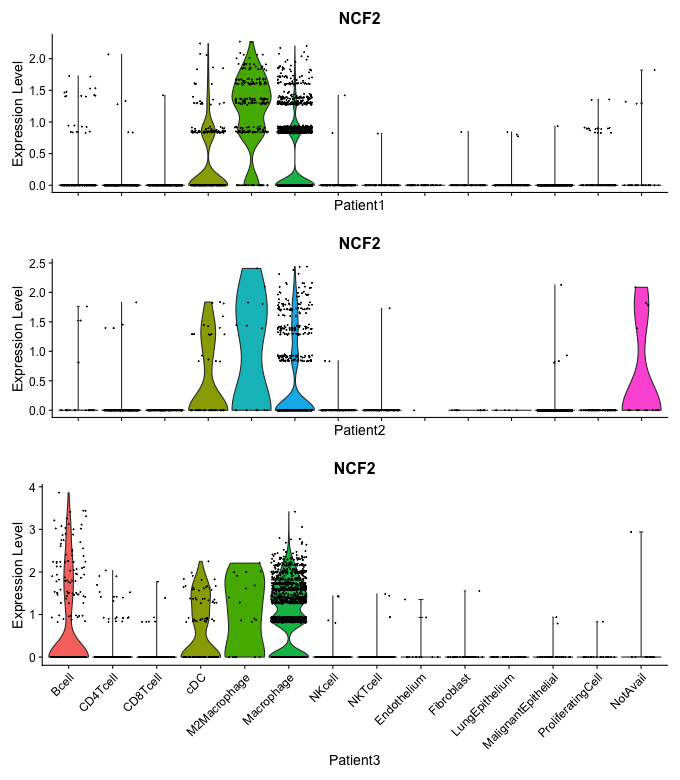 NCF2
Expression Level
2.0
1.5
1.0
0.5
0.0
Patient1
NCF2
Expression Level
2.5
2.0
1.5
1.0
0.5
0.0
Patient2
NCF2
Expression Level
4
3
2
1
0
Bcell
CD4Tcell
CD8Tcell
cDC
M2Macrophage
Macrophage
NKcell
NKTcell
Endothelium
Fibroblast
LungEpithelium
MalignantEpithelial
ProliferatingCell
NotAvail
Patient3